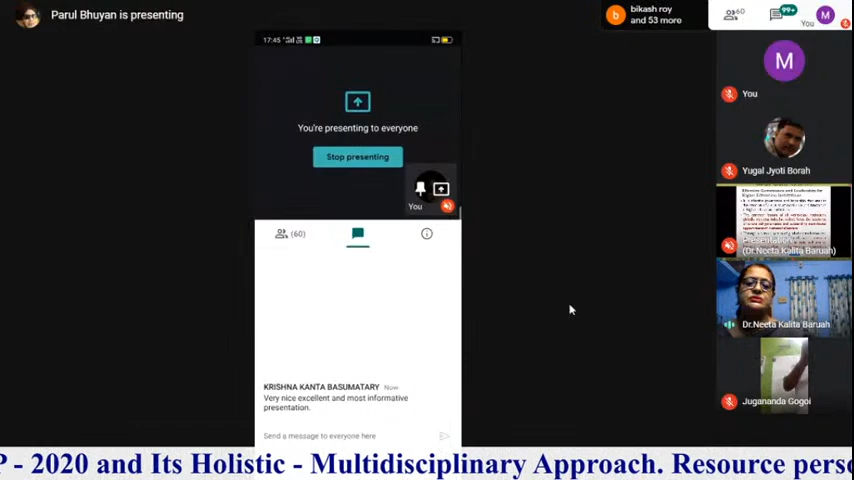 Parul Bhuyan is presenting
bikash roy
and 53 more
60
99+
You
M
b
17:45
You're presenting to everyone
Stop presenting
You
(60)
KRISHNA KANTA BASUMATARY Now
Very nice excellent and most informative
presentation.
Send a message to everyone here
M
You
Yugal Jyoti Borah
Presentation
(Dr.Neeta Kalita Baruah)
Dr.Neeta Kalita Baruah
Jugananda Gogoi
P - 2020 and Its Holistic - Multidisciplinary Approach. Resource perso